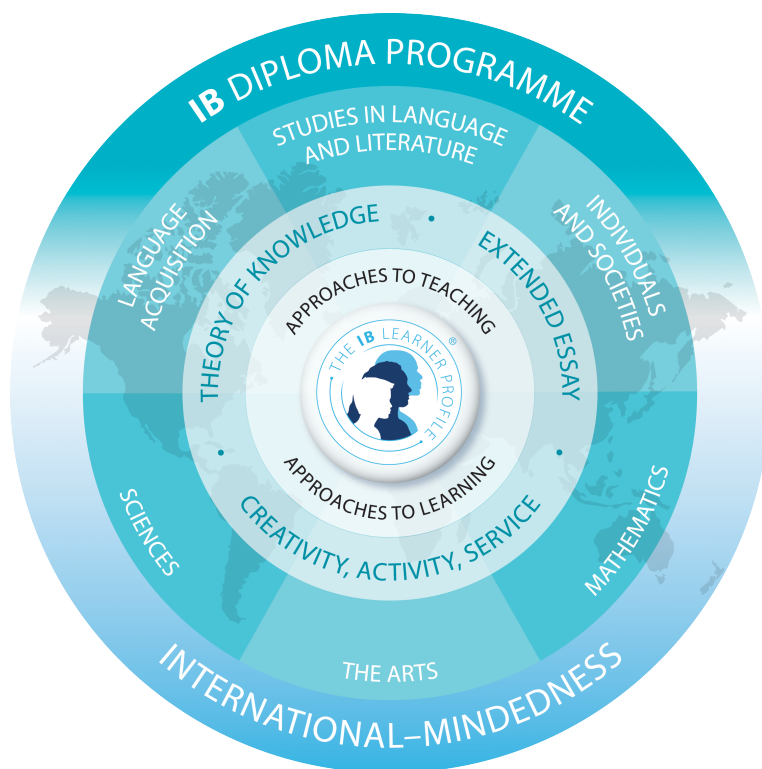 IB DIPLOMA PROGRAMME
STUDIES IN LANGUAGE
AND LITERATURE
LANGUAGE
ACQUISITION
INDIVIDUALS
AND SOCIETIES
THEORY OF KNOWLEDGE
EXTENDED ESSAY
APPROACHES TO TEACHING
THE IB LEARNER PROFILE
®
APPROACHES TO LEARNING
CREATIVITY, ACTIVITY, SERVICE
SCIENCES
MATHEMATICS
THE ARTS
INTERNATIONAL–MINDEDNESS